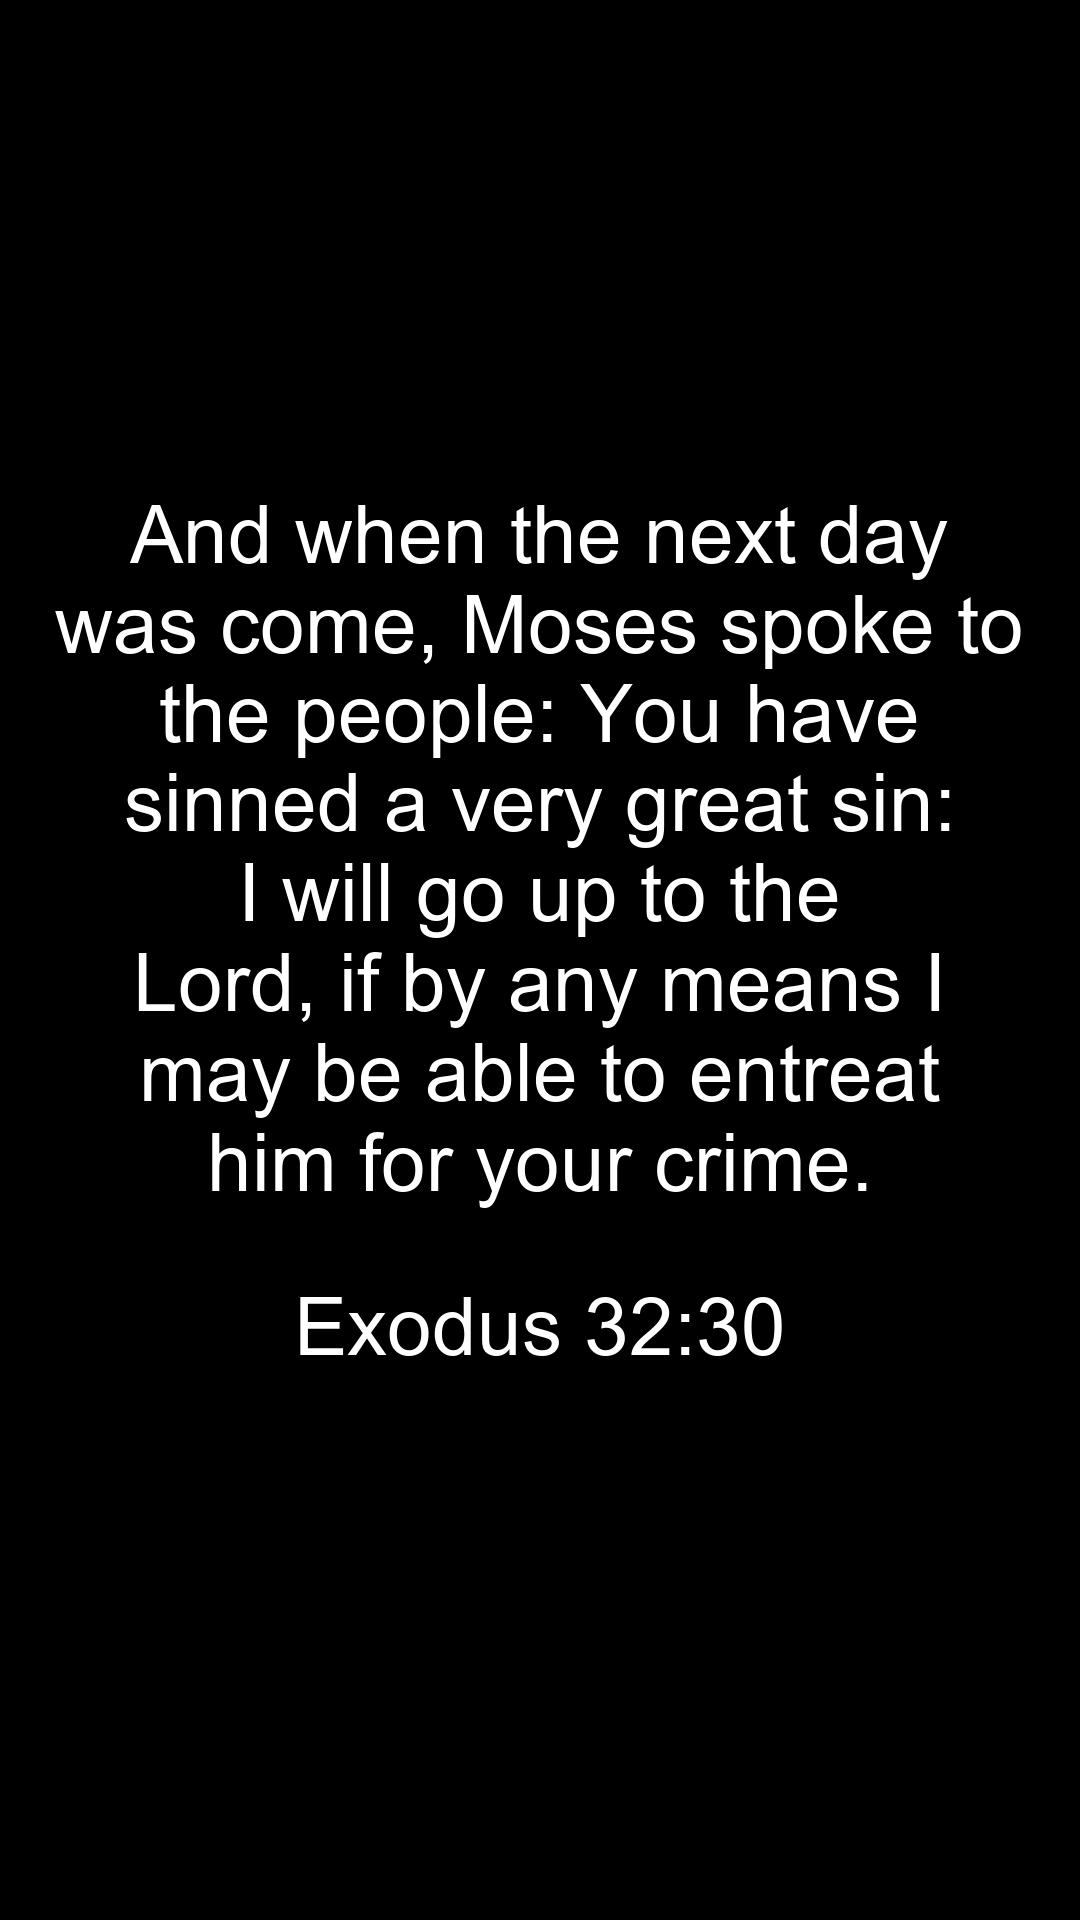 And when the next day
was come, Moses spoke to
the people: You have
sinned a very great sin:
I will go up to the
Lord, if by any means I
may be able to entreat
him for your crime.
Exodus 32:30